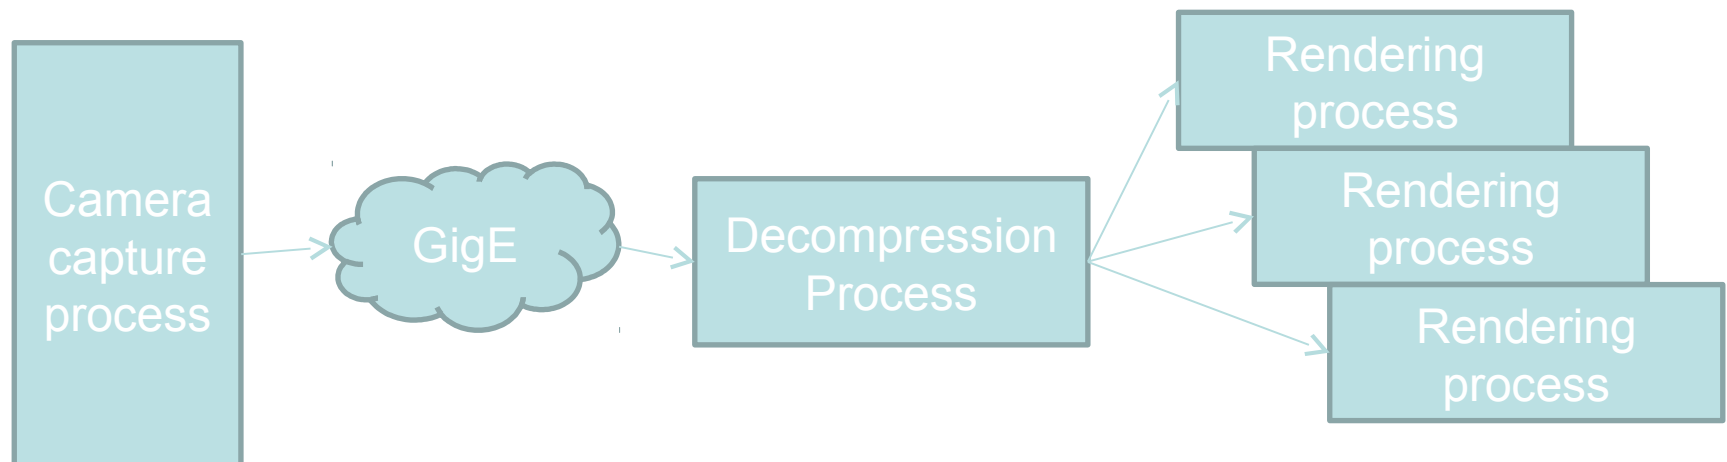 Camera
capture
process
GigE
Decompression
Process
Rendering
process
Rendering
process
Rendering
process